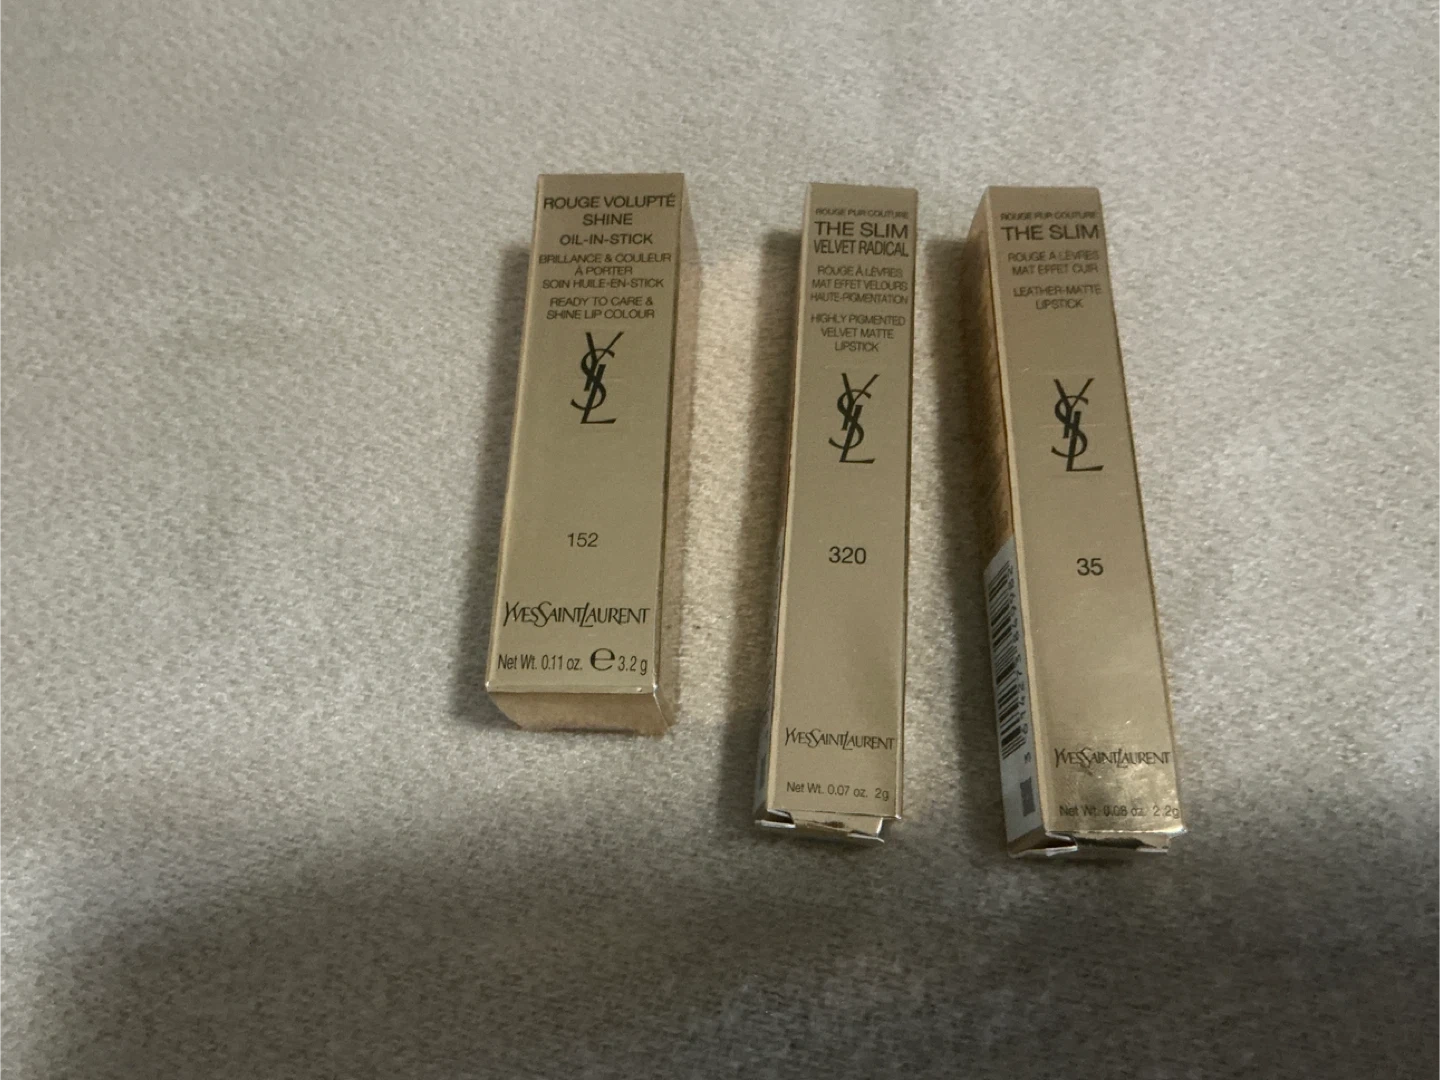 ROUGE VOLUPTÉ
SHINE
OIL-IN-STICK
BRILLANCE & COULEUR
À PORTER
SOIN HUILE-EN-STICK
READY TO CARE &
SHINE LIP COLOUR
YSL
152
YVESSAINTLAURENT
Net Wt. 0.11 oz. ℮ 3.2 g
ROUGE PUR COUTURE
THE SLIM
VELVET RADICAL
ROUGE À LÈVRES
MAT EFFET VELOURS
HAUTE-PIGMENTATION
HIGHLY PIGMENTED
VELVET MATTE
LIPSTICK
YSL
320
YVESSAINTLAURENT
Net Wt. 0.07 oz. 2g
ROUGE PUR COUTURE
THE SLIM
ROUGE À LÈVRES
MAT EFFET CUIR
LEATHER-MATTE
LIPSTICK
YSL
35
YVESSAINTLAURENT
Net Wt. 0.08 oz. 2.2g